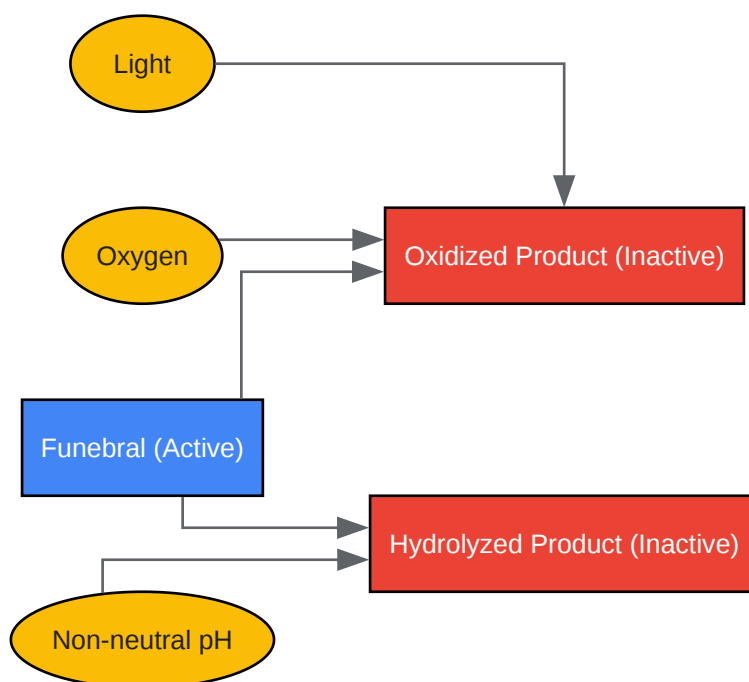 Light
Oxygen
Oxidized Product (Inactive)
Funebral (Active)
Hydrolyzed Product (Inactive)
Non-neutral pH